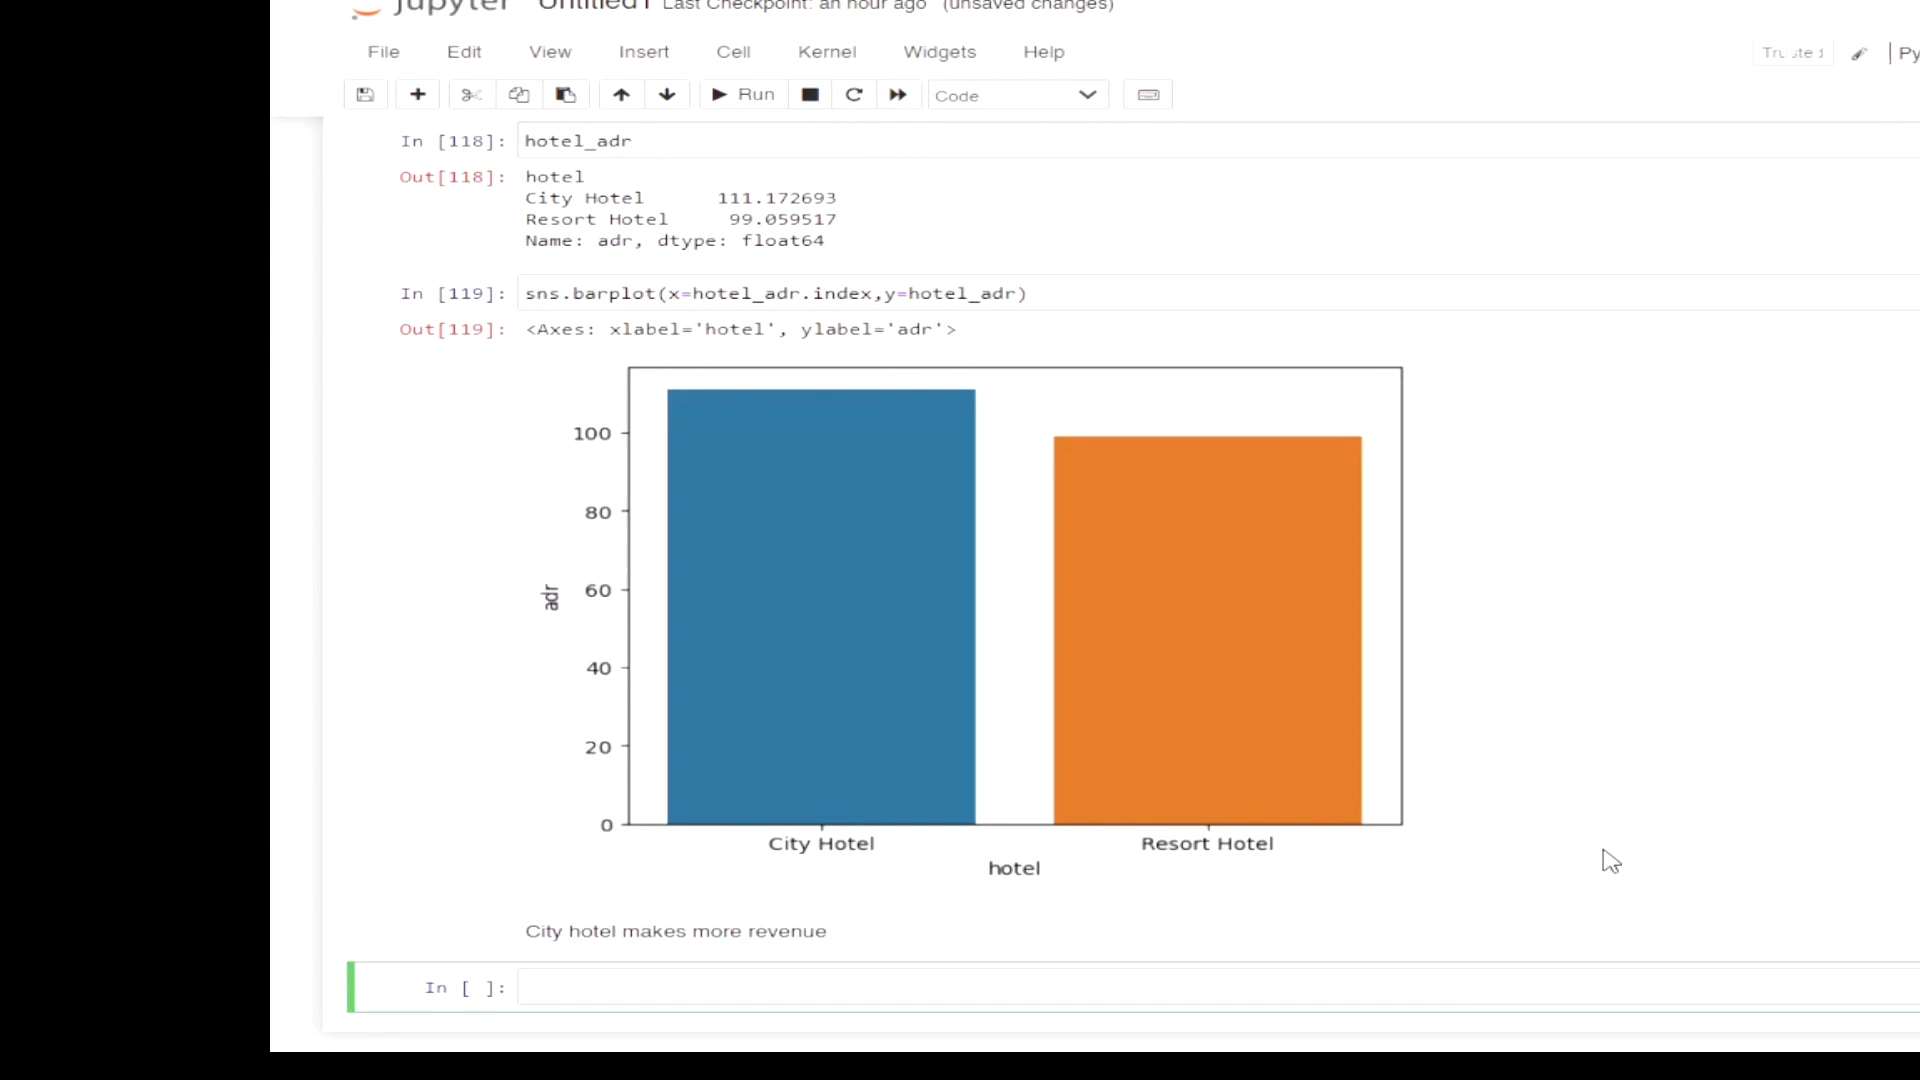 jupyter Untitled1 Last Checkpoint: an hour ago (unsaved changes)
File Edit View Insert Cell Kernel Widgets Help Trusted Py
Run Code
In [118]: hotel_adr
Out[118]: hotel
City Hotel 111.172693
Resort Hotel 99.059517
Name: adr, dtype: float64
In [119]: sns.barplot(x=hotel_adr.index,y=hotel_adr)
Out[119]: <Axes: xlabel='hotel', ylabel='adr'>
100
80
60
40
20
0
adr
City Hotel Resort Hotel
hotel
City hotel makes more revenue
In [ ]: